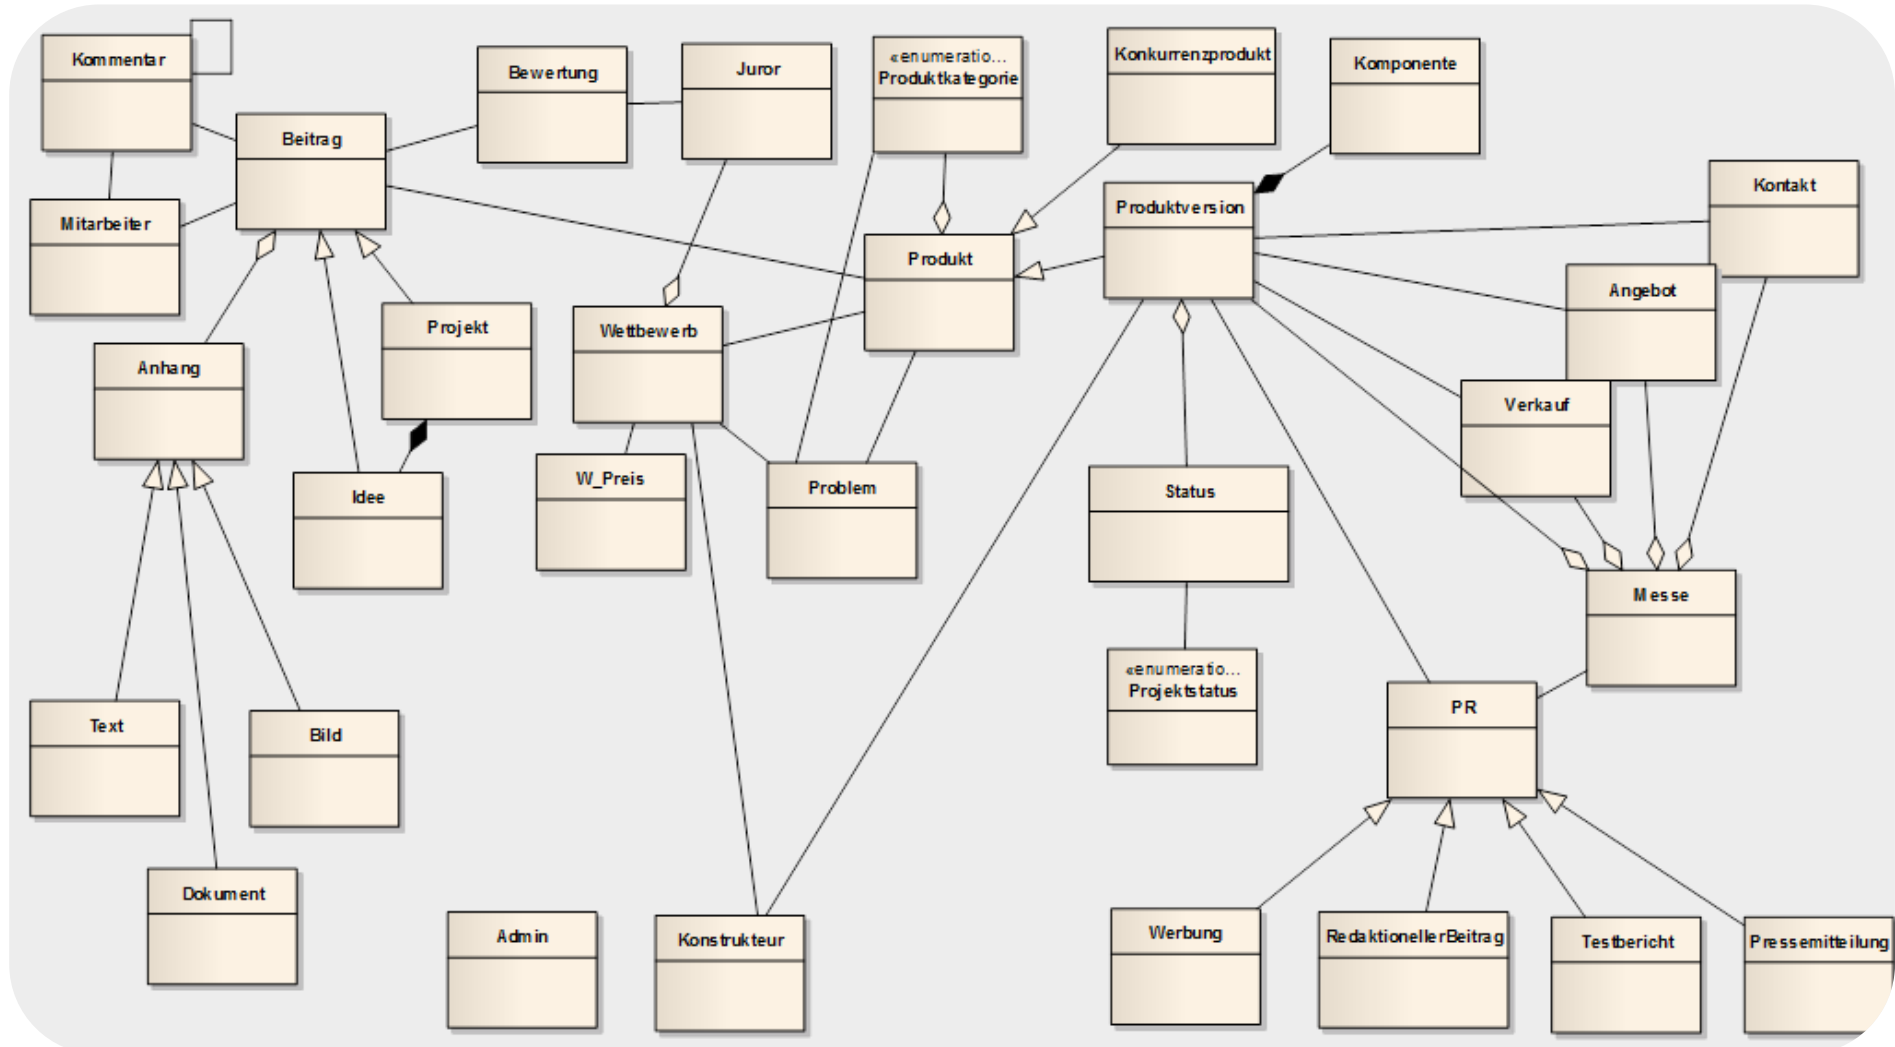 Kommentar
Bewertung
Juror
«enumeratio...
Produktkategorie
Konkurrenzprodukt
Komponente
Beitrag
Kontakt
Mitarbeiter
Produktversion
Produkt
Angebot
Projekt
Wettbewerb
Anhang
Verkauf
Idee
W_Preis
Problem
Status
Messe
«enumeratio...
Projektstatus
PR
Text
Bild
Dokument
Admin
Konstrukteur
Werbung
RedaktionellerBeitrag
Testbericht
Pressemitteilung